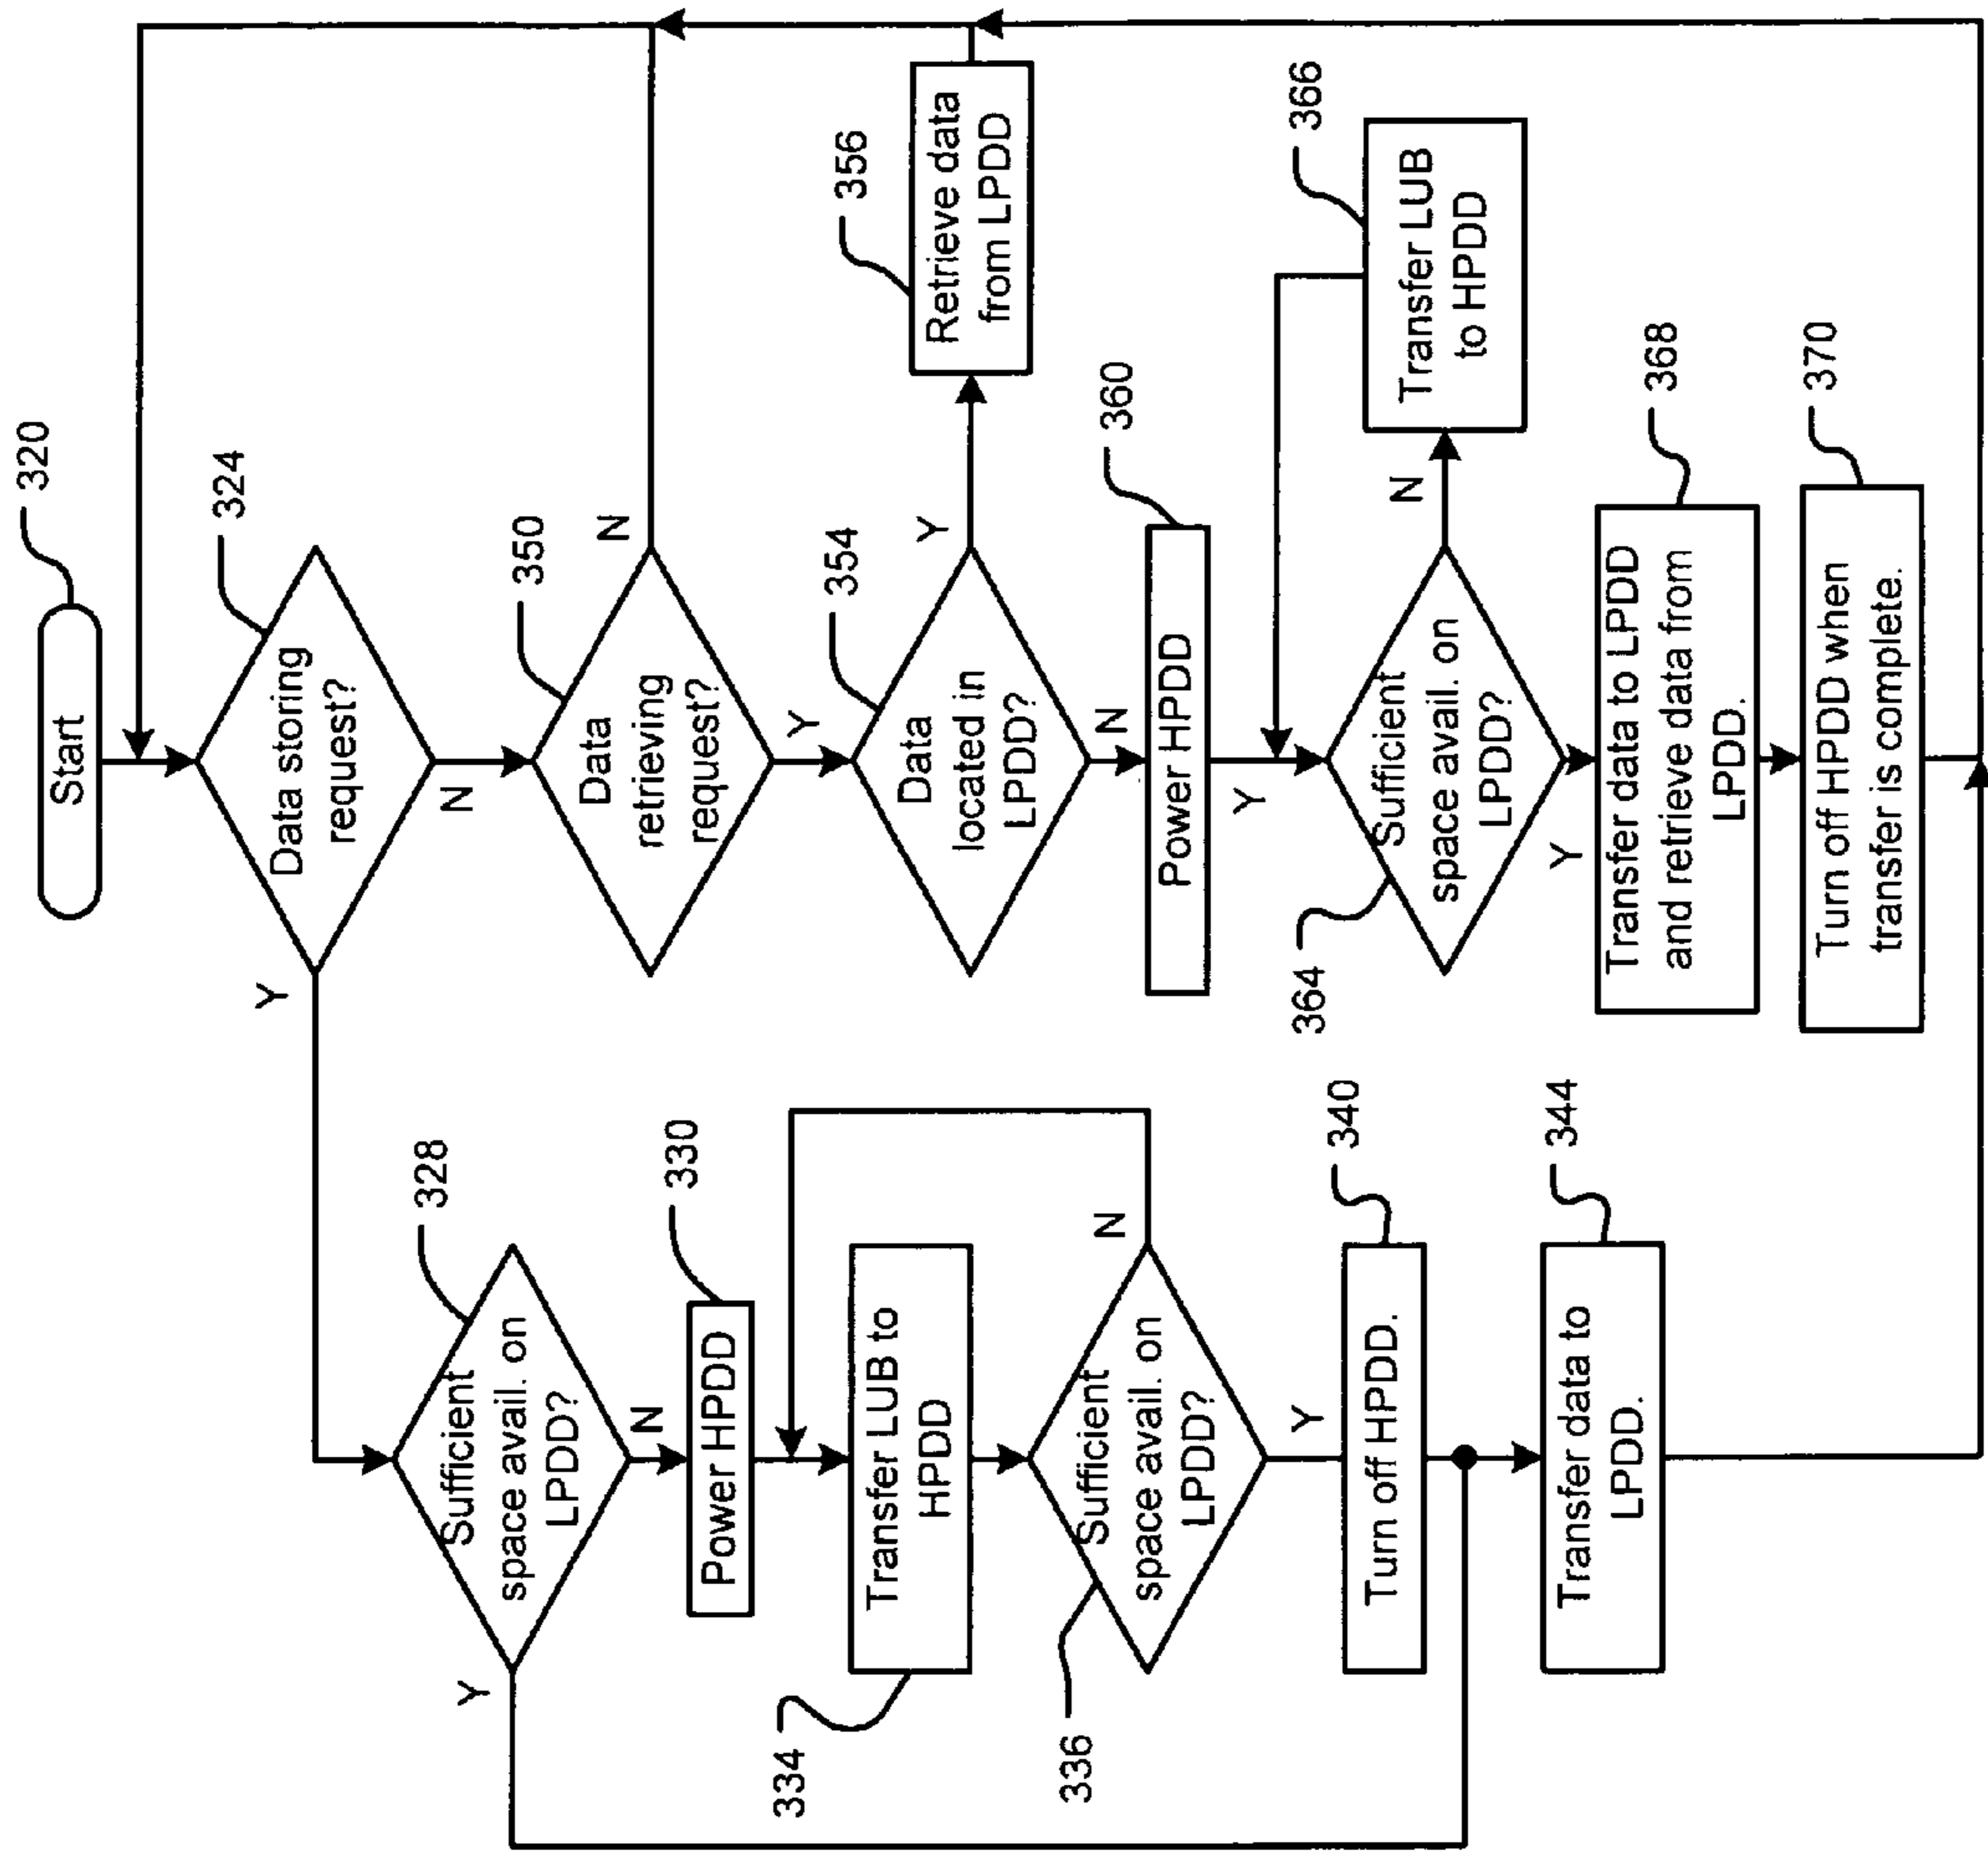 Start
320
Data storing
request?
324
Y
N
Sufficient
space avail. on
LPDD?
328
Y
N
Power HPDD
330
Transfer LUB to
HPDD
334
Sufficient
space avail. on
LPDD?
336
N
Y
Turn off HPDD.
340
Transfer data to
LPDD.
344
Data
retrieving
request?
350
N
Y
Data
located in
LPDD?
354
Y
N
Retrieve data
from LPDD
356
Power HPDD
360
Y
Sufficient
space avail. on
LPDD?
364
N
Y
Transfer LUB
to HPDD
366
Transfer data to LPDD
and retrieve data from
LPDD.
368
Turn off HPDD when
transfer is complete.
370